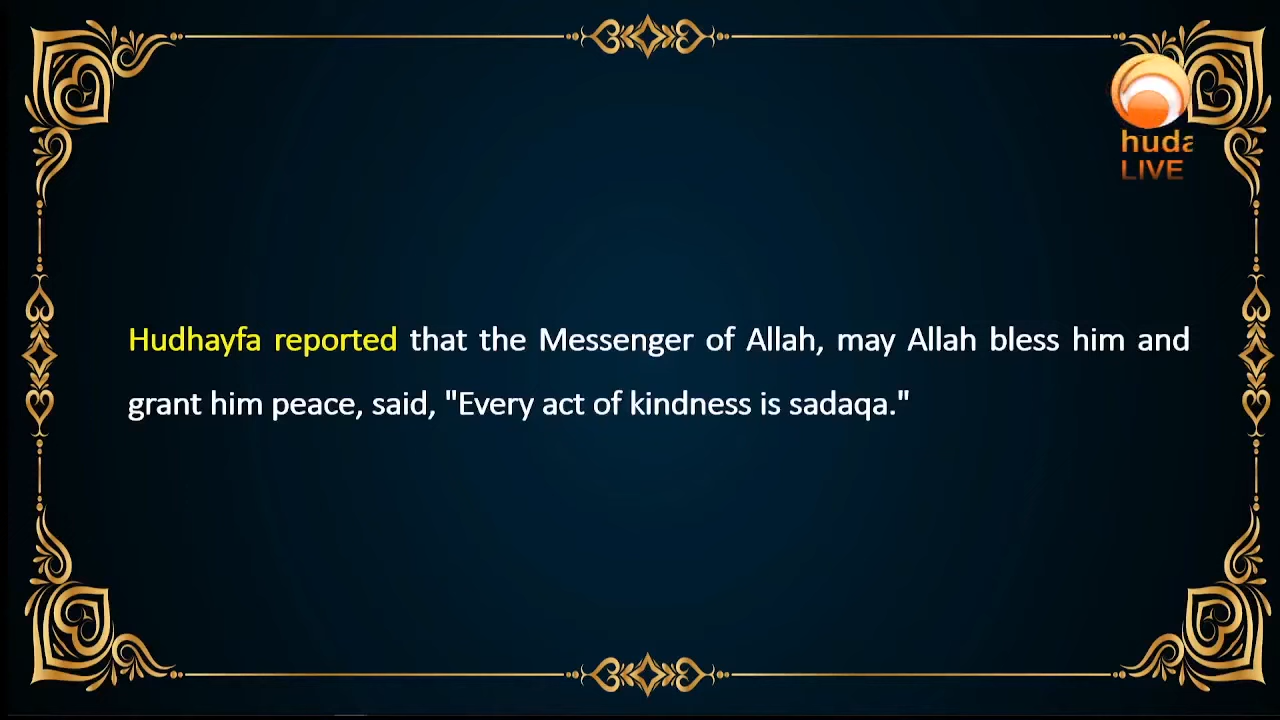 huda
LIVE
Hudhayfa reported that the Messenger of Allah, may Allah bless him and
grant him peace, said, "Every act of kindness is sadaqa."